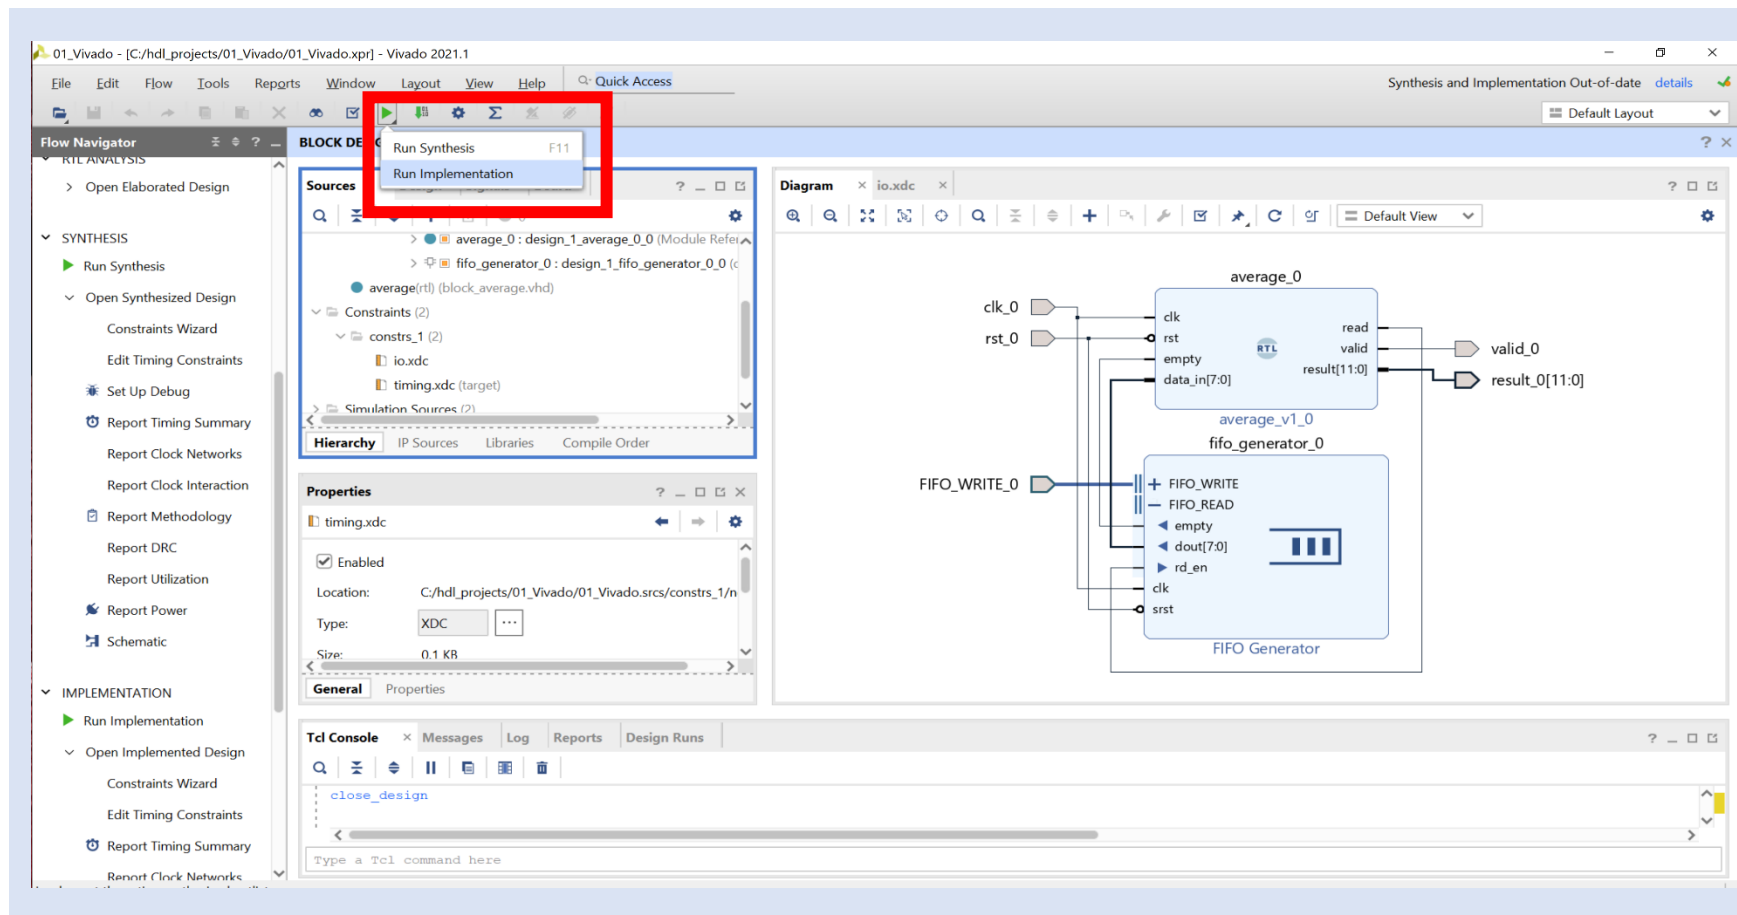 01_Vivado - [C:/hdl_projects/01_Vivado/01_Vivado.xpr] - Vivado 2021.1
File Edit Flow Tools Reports Window Layout View Help Quick Access
Synthesis and Implementation Out-of-date details
Default Layout
Flow Navigator
BLOCK DE
Run Synthesis F11
Run Implementation
RTL ANALYSIS
Open Elaborated Design
SYNTHESIS
Run Synthesis
Open Synthesized Design
Constraints Wizard
Edit Timing Constraints
Set Up Debug
Report Timing Summary
Report Clock Networks
Report Clock Interaction
Report Methodology
Report DRC
Report Utilization
Report Power
Schematic
IMPLEMENTATION
Run Implementation
Open Implemented Design
Constraints Wizard
Edit Timing Constraints
Report Timing Summary
Report Clock Networks
Sources
average_0 : design_1_average_0_0 (Module Refer
fifo_generator_0 : design_1_fifo_generator_0_0 (c
average(rtl) (block_average.vhd)
Constraints (2)
constrs_1 (2)
io.xdc
timing.xdc (target)
Simulation Sources (2)
Hierarchy IP Sources Libraries Compile Order
Properties
timing.xdc
Enabled
Location: C:/hdl_projects/01_Vivado/01_Vivado.srcs/constrs_1/n
Type: XDC ...
Size: 0.1 KB
General Properties
Diagram io.xdc
Default View
average_0
clk_0
rst_0
clk
rst
empty
data_in[7:0]
RTL
read
valid
result[11:0]
valid_0
result_0[11:0]
average_v1_0
fifo_generator_0
FIFO_WRITE_0
FIFO_WRITE
FIFO_READ
empty
dout[7:0]
rd_en
clk
srst
FIFO Generator
Tcl Console Messages Log Reports Design Runs
close_design
Type a Tcl command here